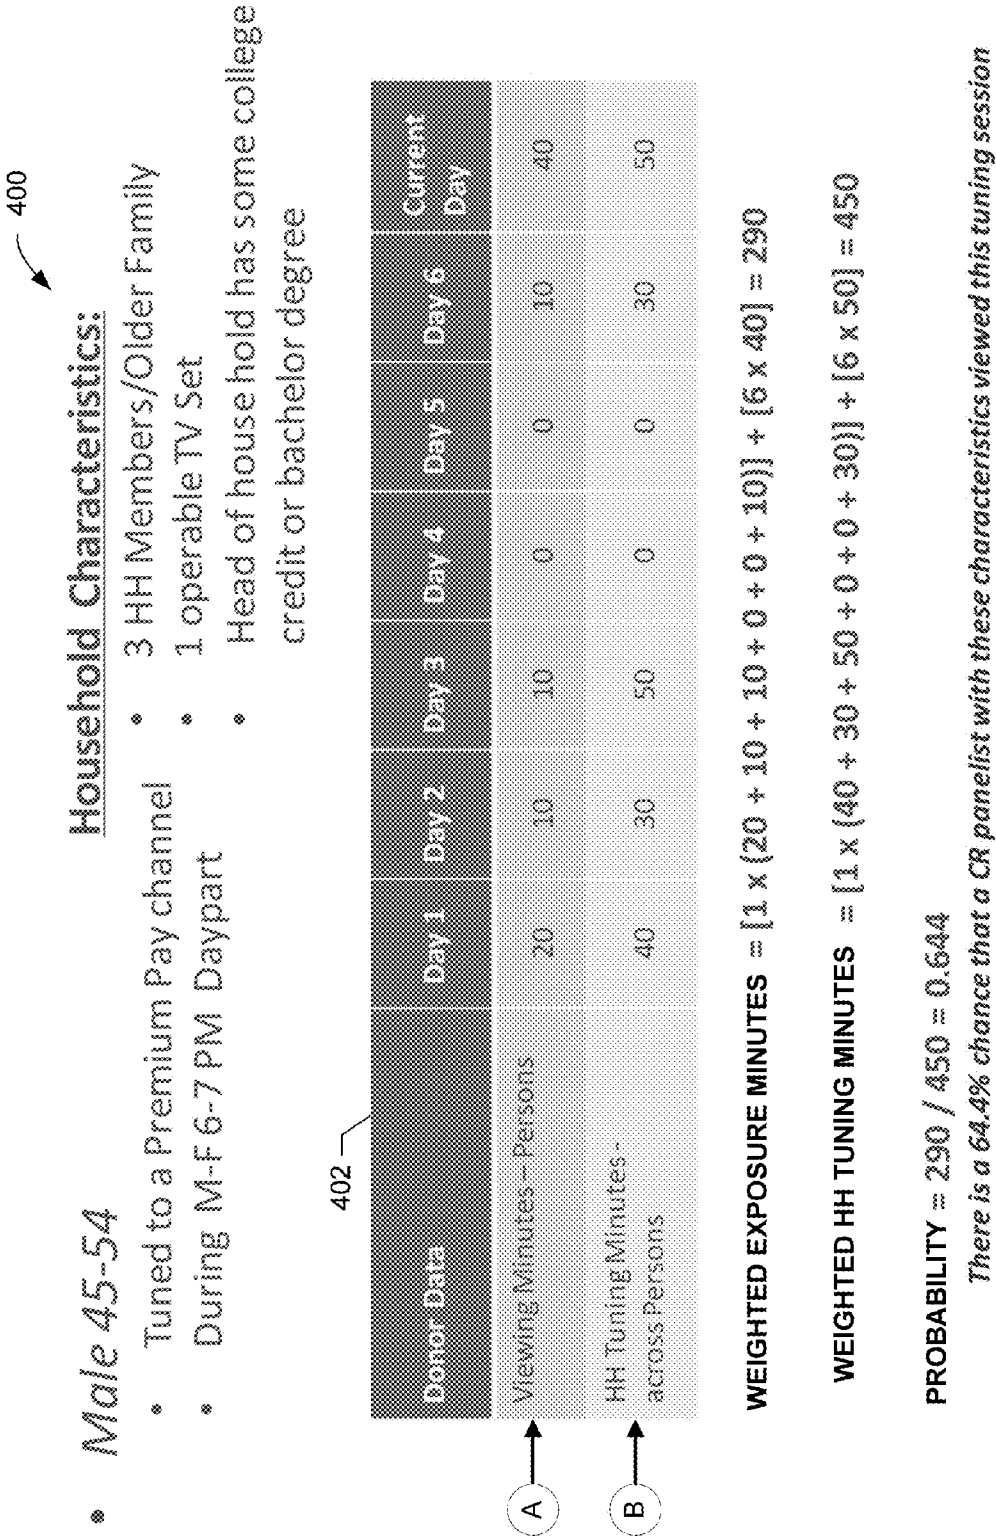 400
Male 45-54
Tuned to a Premium Pay channel
During M-F 6-7 PM Daypart
Household Characteristics:
3 HH Members/Older Family
1 operable TV Set
Head of house hold has some college
credit or bachelor degree
402
Donor Data Day 1 Day 2 Day 3 Day 4 Day 5 Day 6 Current Day
A Viewing Minutes – Persons 20 10 10 0 0 10 40
B HH Tuning Minutes- across Persons 40 30 50 0 0 30 50
WEIGHTED EXPOSURE MINUTES = [1 x (20 + 10 + 10 + 0 + 0 + 10)] + [6 x 40] = 290
WEIGHTED HH TUNING MINUTES = [1 x (40 + 30 + 50 + 0 + 0 + 30)] + [6 x 50] = 450
PROBABILITY = 290 / 450 = 0.644
There is a 64.4% chance that a CR panelist with these characteristics viewed this tuning session